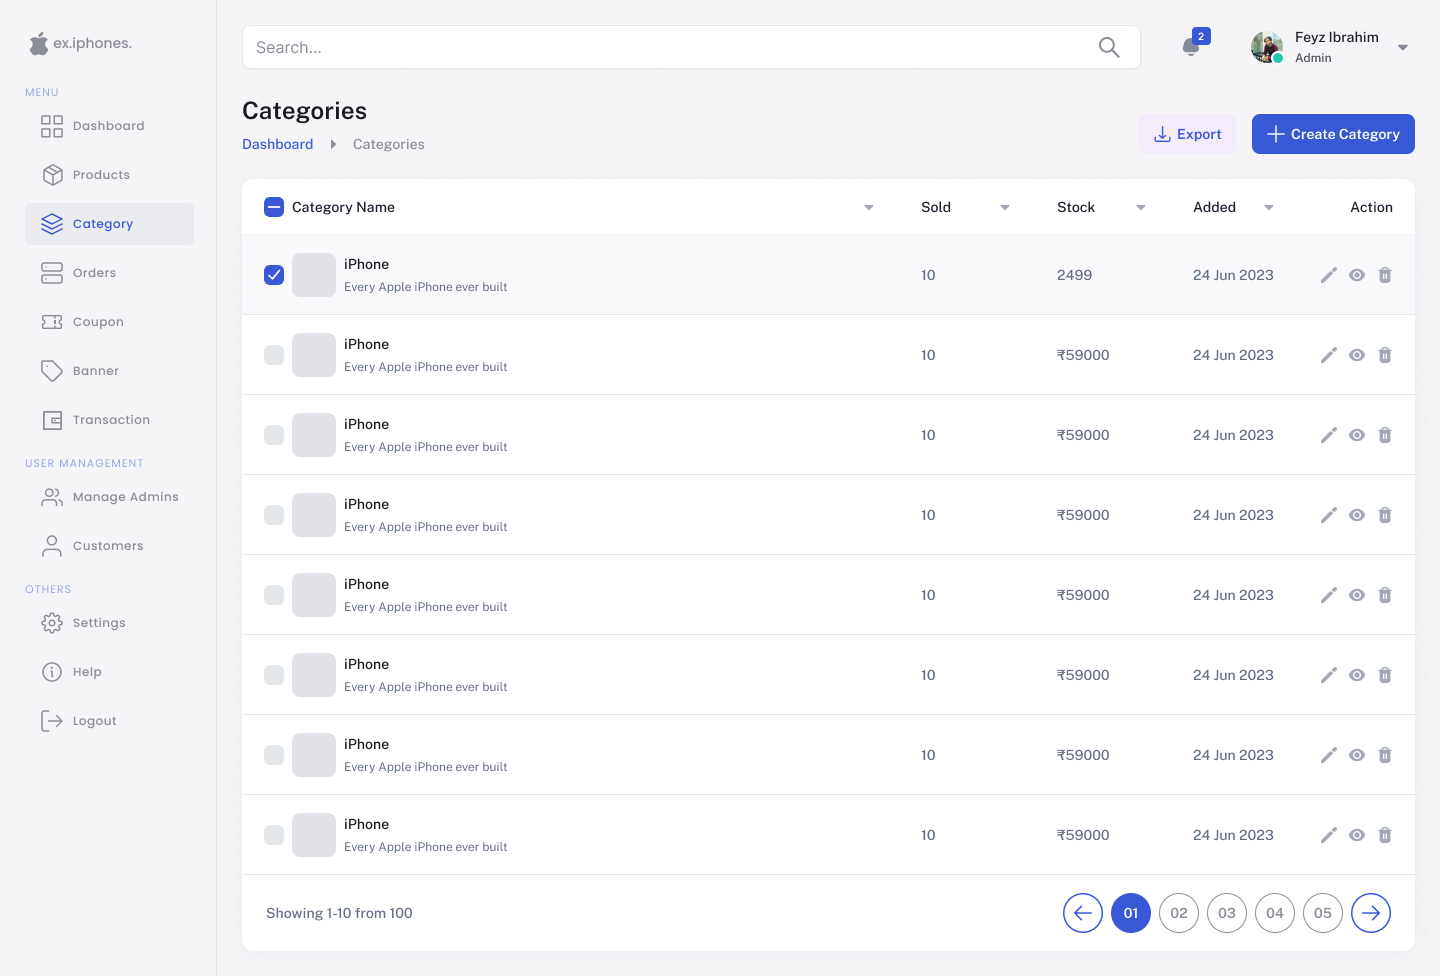 ex.iphones.
MENU
Dashboard
Products
Category
Orders
Coupon
Banner
Transaction
USER MANAGEMENT
Manage Admins
Customers
OTHERS
Settings
Help
Logout
Search...
2
Feyz Ibrahim
Admin
Categories
Dashboard Categories
Export
Create Category
Category Name Sold Stock Added Action
iPhone
Every Apple iPhone ever built
10 2499 24 Jun 2023
iPhone
Every Apple iPhone ever built
10 ₹59000 24 Jun 2023
iPhone
Every Apple iPhone ever built
10 ₹59000 24 Jun 2023
iPhone
Every Apple iPhone ever built
10 ₹59000 24 Jun 2023
iPhone
Every Apple iPhone ever built
10 ₹59000 24 Jun 2023
iPhone
Every Apple iPhone ever built
10 ₹59000 24 Jun 2023
iPhone
Every Apple iPhone ever built
10 ₹59000 24 Jun 2023
iPhone
Every Apple iPhone ever built
10 ₹59000 24 Jun 2023
Showing 1-10 from 100
01 02 03 04 05